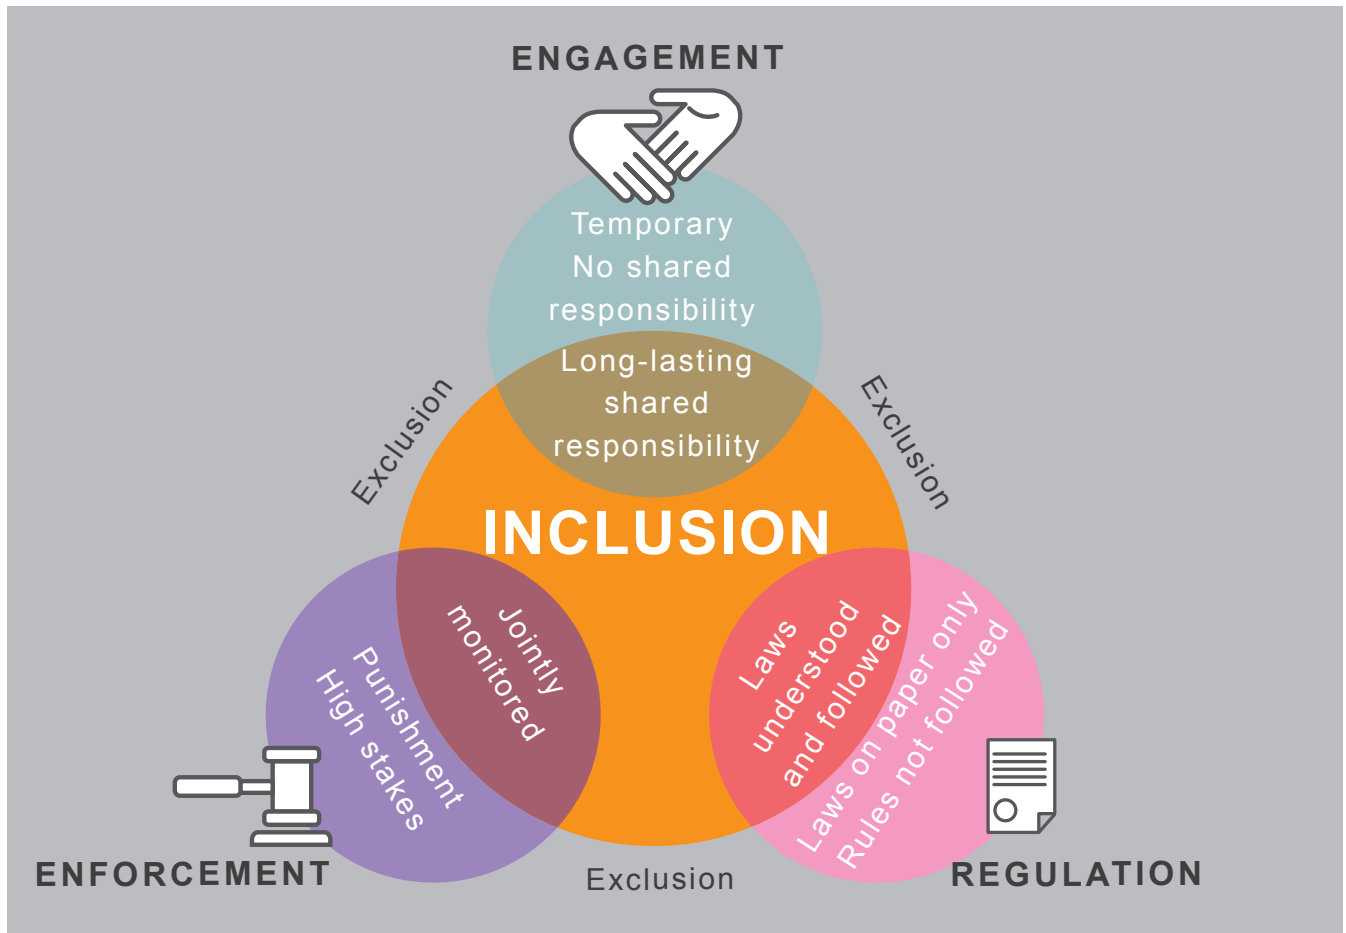 ENGAGEMENT
Temporary
No shared
responsibility
Long-lasting
shared
responsibility
Exclusion
Exclusion
INCLUSION
Jointly
monitored
Punishment
High stakes
Laws
understood
and followed
Laws on paper only
Rules not followed
ENFORCEMENT
Exclusion
REGULATION